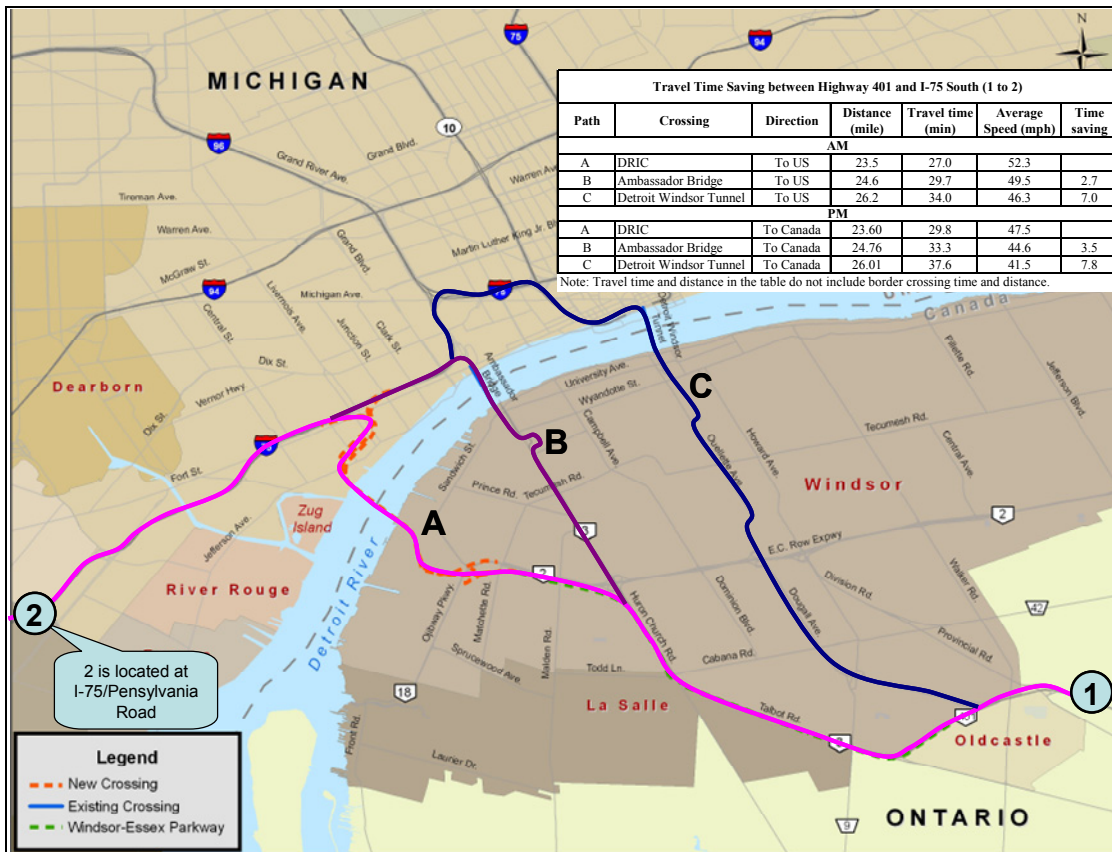 N
75
94
MICHIGAN
10
96
Grand River Ave.
Grand Blvd.
Warren Ave.
Tireman Ave.
Warren Ave.
Grand Blvd.
McGraw St.
94
Livernois Ave.
Michigan Ave.
Central St.
Junction St.
Clark St.
Dix St.
Vernor Hwy
Dearborn
Dix St.
75
Fort St.
Jefferson Ave.
Zug
Island
River Rouge
Detroit River
Travel Time Saving between Highway 401 and I-75 South (1 to 2)
Path Crossing Direction Distance (mile) Travel time (min) Average Speed (mph) Time saving
AM
A DRIC To US 23.5 27.0 52.3
B Ambassador Bridge To US 24.6 29.7 49.5 2.7
C Detroit Windsor Tunnel To US 26.2 34.0 46.3 7.0
PM
A DRIC To Canada 23.60 29.8 47.5
B Ambassador Bridge To Canada 24.76 33.3 44.6 3.5
C Detroit Windsor Tunnel To Canada 26.01 37.6 41.5 7.8
Note: Travel time and distance in the table do not include border crossing time and distance.
Canada
Detroit Windsor
Tunnel
Ambassador
Bridge
University Ave.
Wyandotte St.
C
B
A
Campbell Ave.
Sandwich St.
Prince Rd.
Tecumseh Rd.
Ouellette Ave.
Howard Ave.
Tecumseh Rd.
Pillette Rd.
Jefferson Blvd.
Central Ave.
Windsor
3
2
2
E.C. Row Expwy
Ojibway Pkwy.
Matchette Rd.
Malden Rd.
Huron Church Rd.
Dominion Blvd.
Dougall Ave.
Division Rd.
Walker Rd.
42
Provincial Rd.
Sprucewood Ave.
Todd Ln.
Cabana Rd.
18
La Salle
Talbot Rd.
3
401
Oldcastle
1
Front Rd.
Laurier Dr.
9
ONTARIO
2
2 is located at
I-75/Pensylvania
Road
Legend
New Crossing
Existing Crossing
Windsor-Essex Parkway